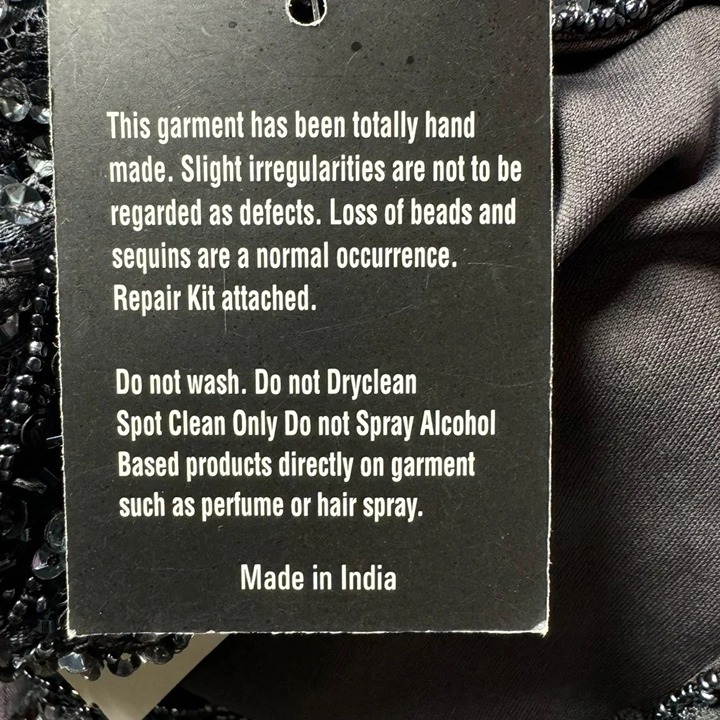 This garment has been totally hand
made. Slight irregularities are not to be
regarded as defects. Loss of beads and
sequins are a normal occurrence.
Repair Kit attached.
Do not wash. Do not Dryclean
Spot Clean Only Do not Spray Alcohol
Based products directly on garment
such as perfume or hair spray.
Made in India